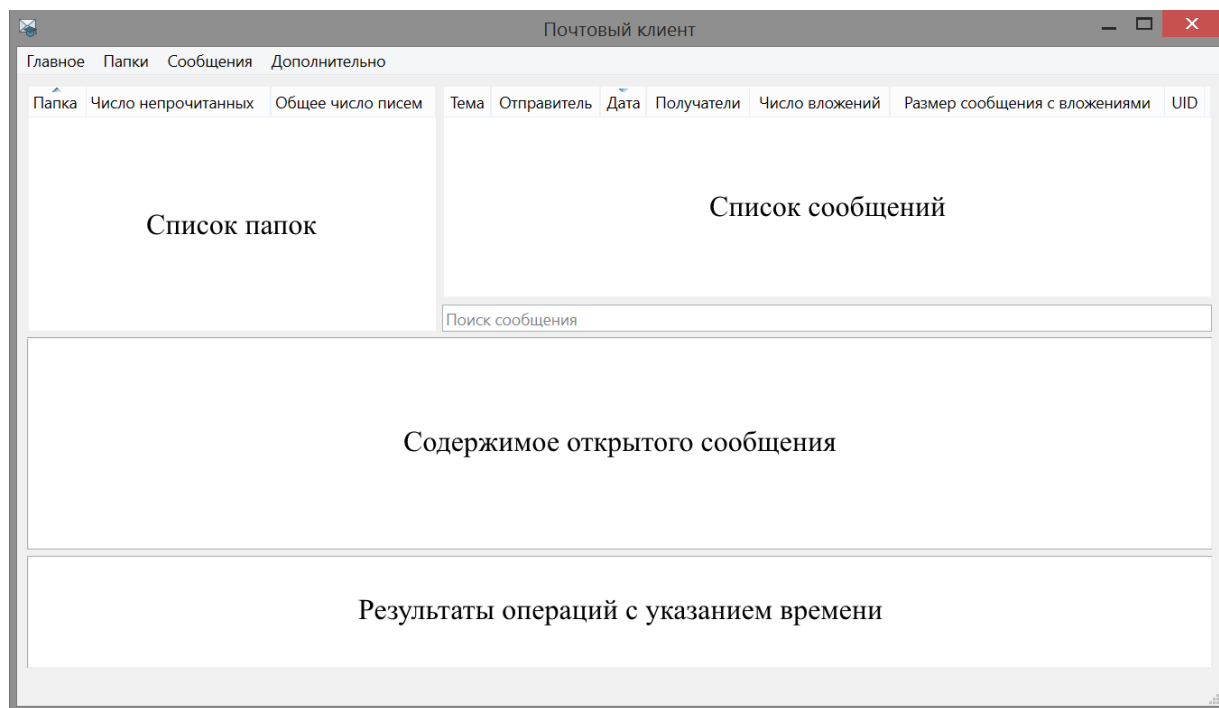 Почтовый клиент
Главное Папки Сообщения Дополнительно
Папка Число непрочитанных Общее число писем Тема Отправитель Дата Получатели Число вложений Размер сообщения с вложениями UID
Список сообщений
Список папок
Поиск сообщения
Содержимое открытого сообщения
Результаты операций с указанием времени